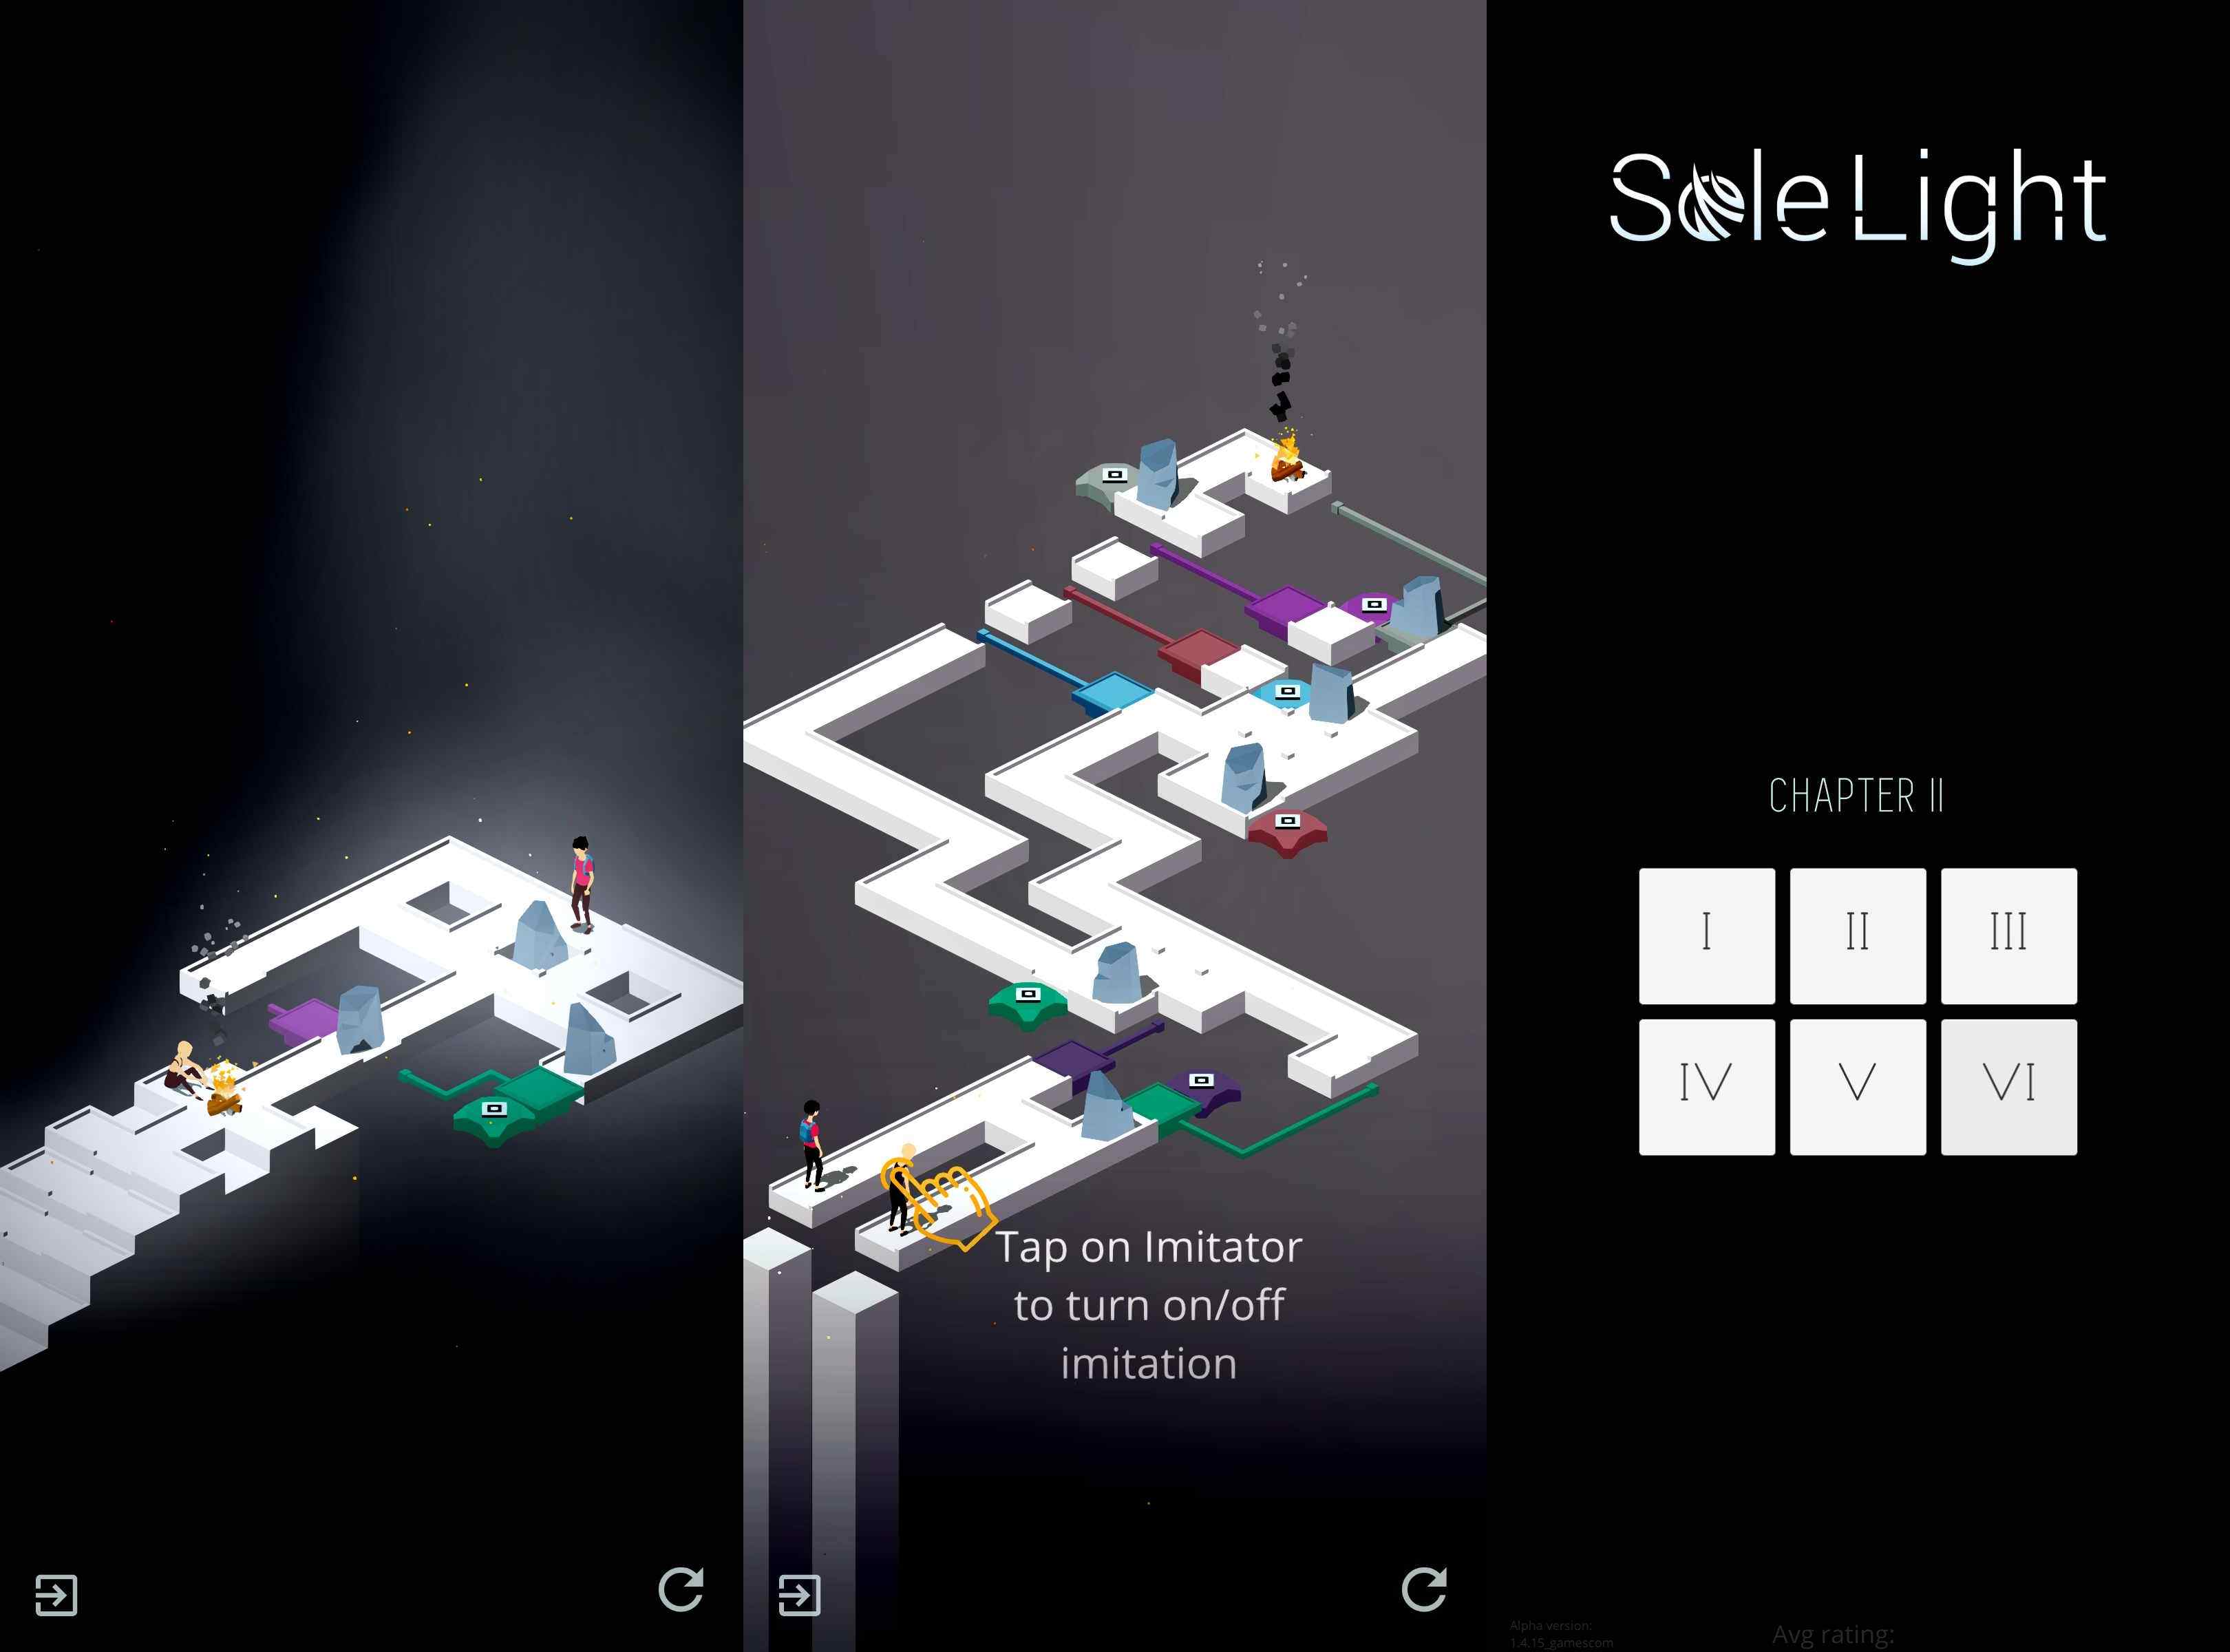 Tap on Imitator
to turn on/off
imitation
Sole Light
CHAPTER II
I II III
IV V VI
Alpha version:
1.4.15_gamescom
Avg rating: